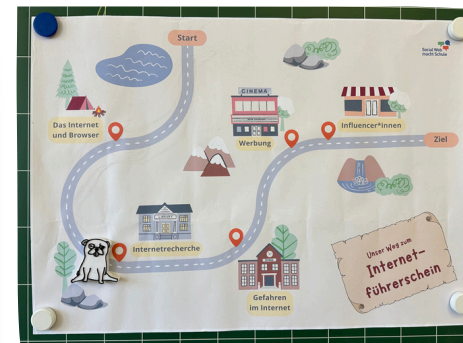 Start
Social Web
macht Schule
CINEMA
Das Internet
und Browser
Werbung
Influencer*innen
Ziel
Internetrecherche
Gefahren
im Internet
Unser Weg zum
Internet-
führerschein